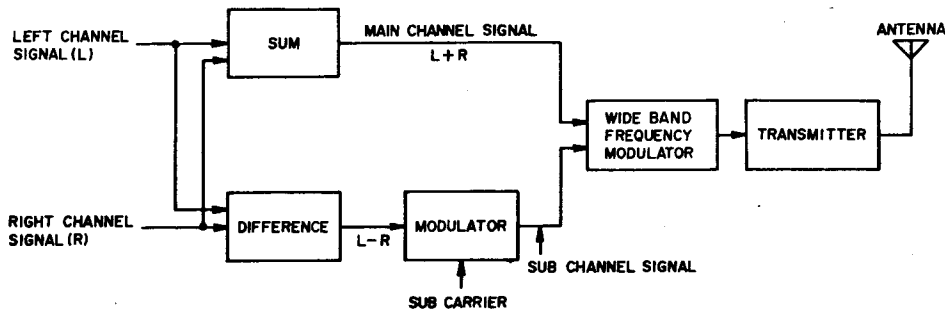 LEFT CHANNEL
SIGNAL (L)
SUM
MAIN CHANNEL SIGNAL
L+R
ANTENNA
WIDE BAND
FREQUENCY
MODULATOR
TRANSMITTER
RIGHT CHANNEL
SIGNAL (R)
DIFFERENCE
L-R
MODULATOR
SUB CHANNEL SIGNAL
SUB CARRIER